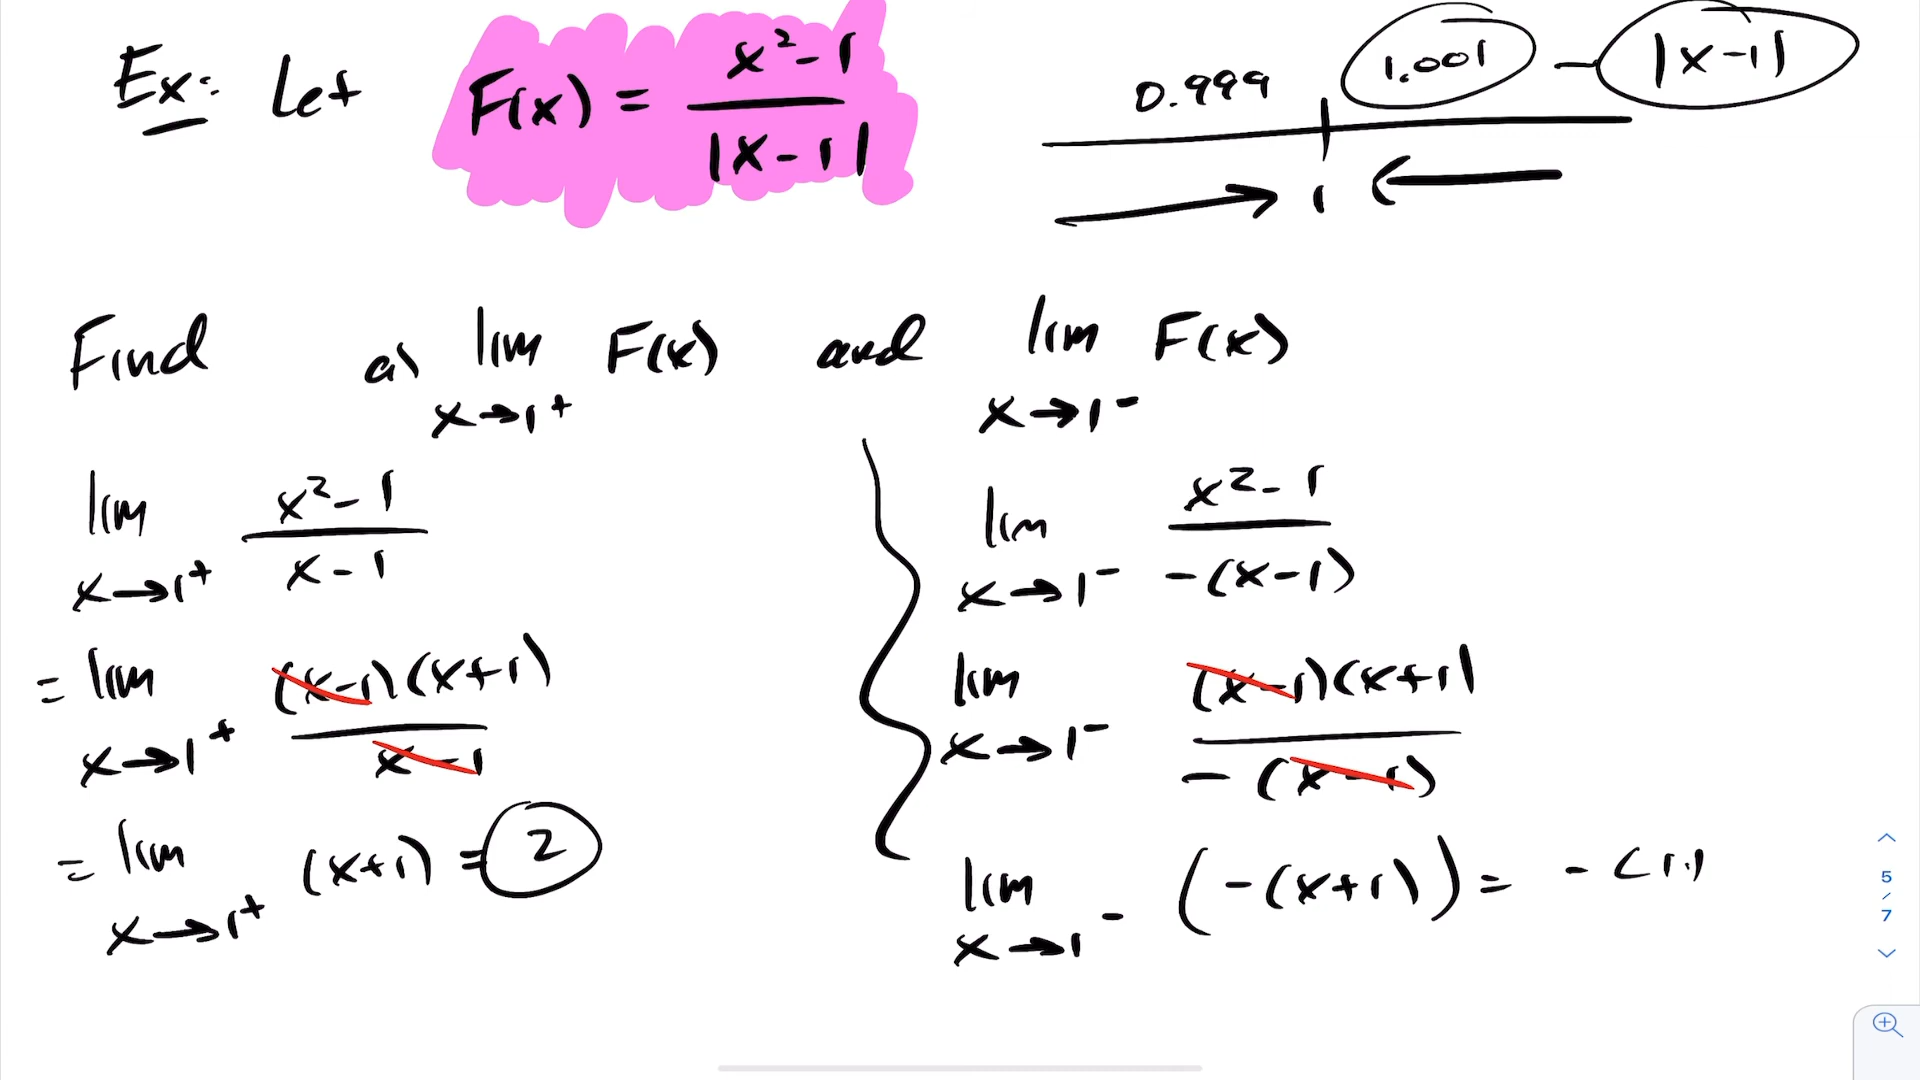 Ex: Let F(x) = x² - 1 / |x - 1|
0.999 1.001 |x-1|
1
Find a) lim x→1⁺ F(x) and lim x→1⁻ F(x)
lim x→1⁺ x² - 1 / x - 1
= lim x→1⁺ (x-1)(x+1) / x-1
= lim x→1⁺ (x+1) = 2
lim x→1⁻ x² - 1 / -(x-1)
lim x→1⁻ (x-1)(x+1) / -(x-1)
lim x→1⁻ (-(x+1)) = - (1
5
/
7